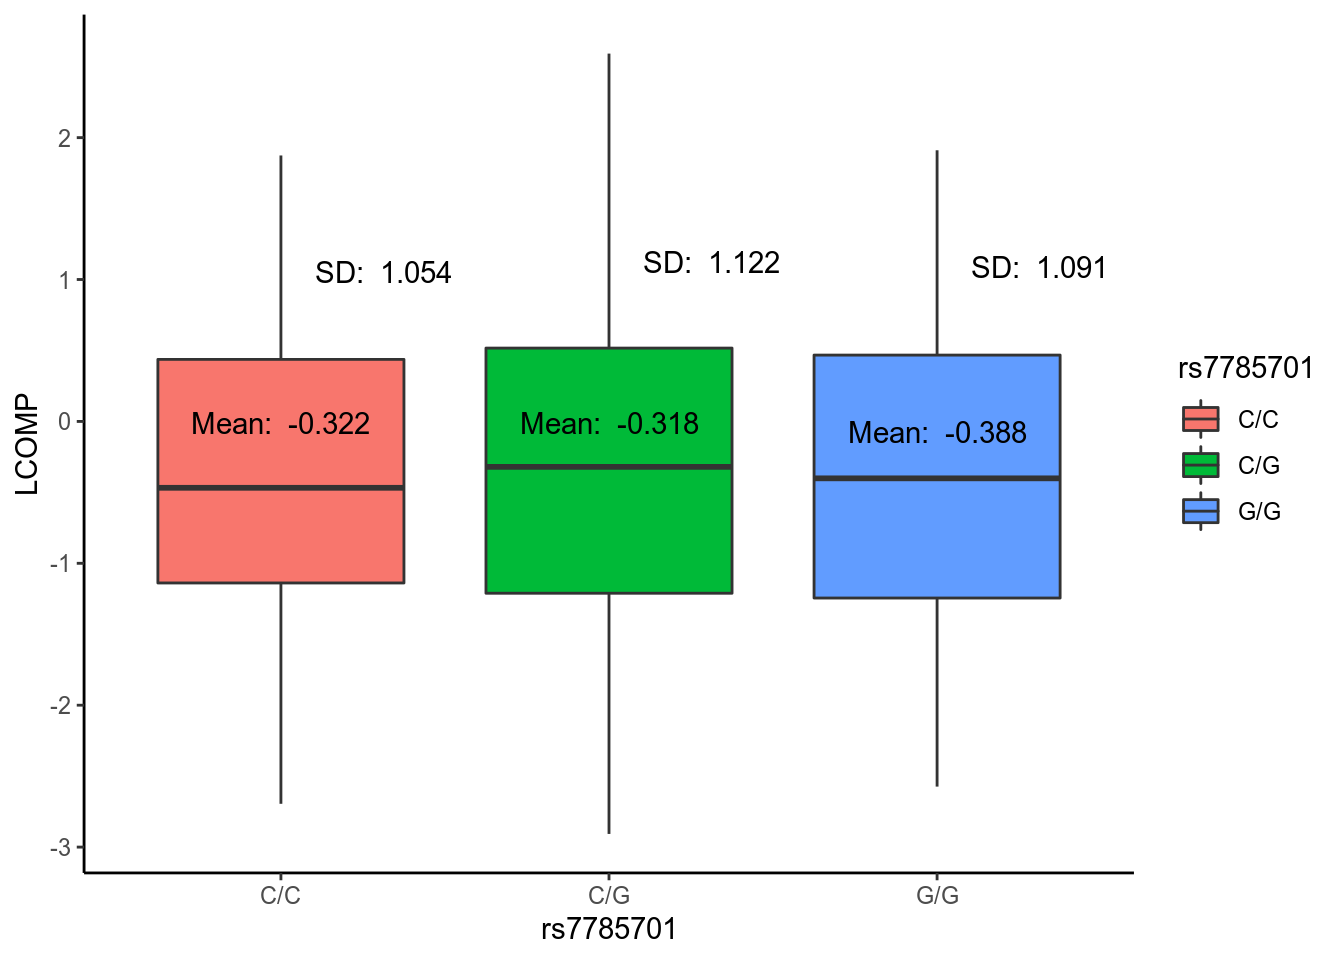 LCOMP
2
1
0
-1
-2
-3
SD:  1.054
SD:  1.122
SD:  1.091
Mean:  -0.322
Mean:  -0.318
Mean:  -0.388
C/C
C/G
G/G
rs7785701
rs7785701
C/C
C/G
G/G